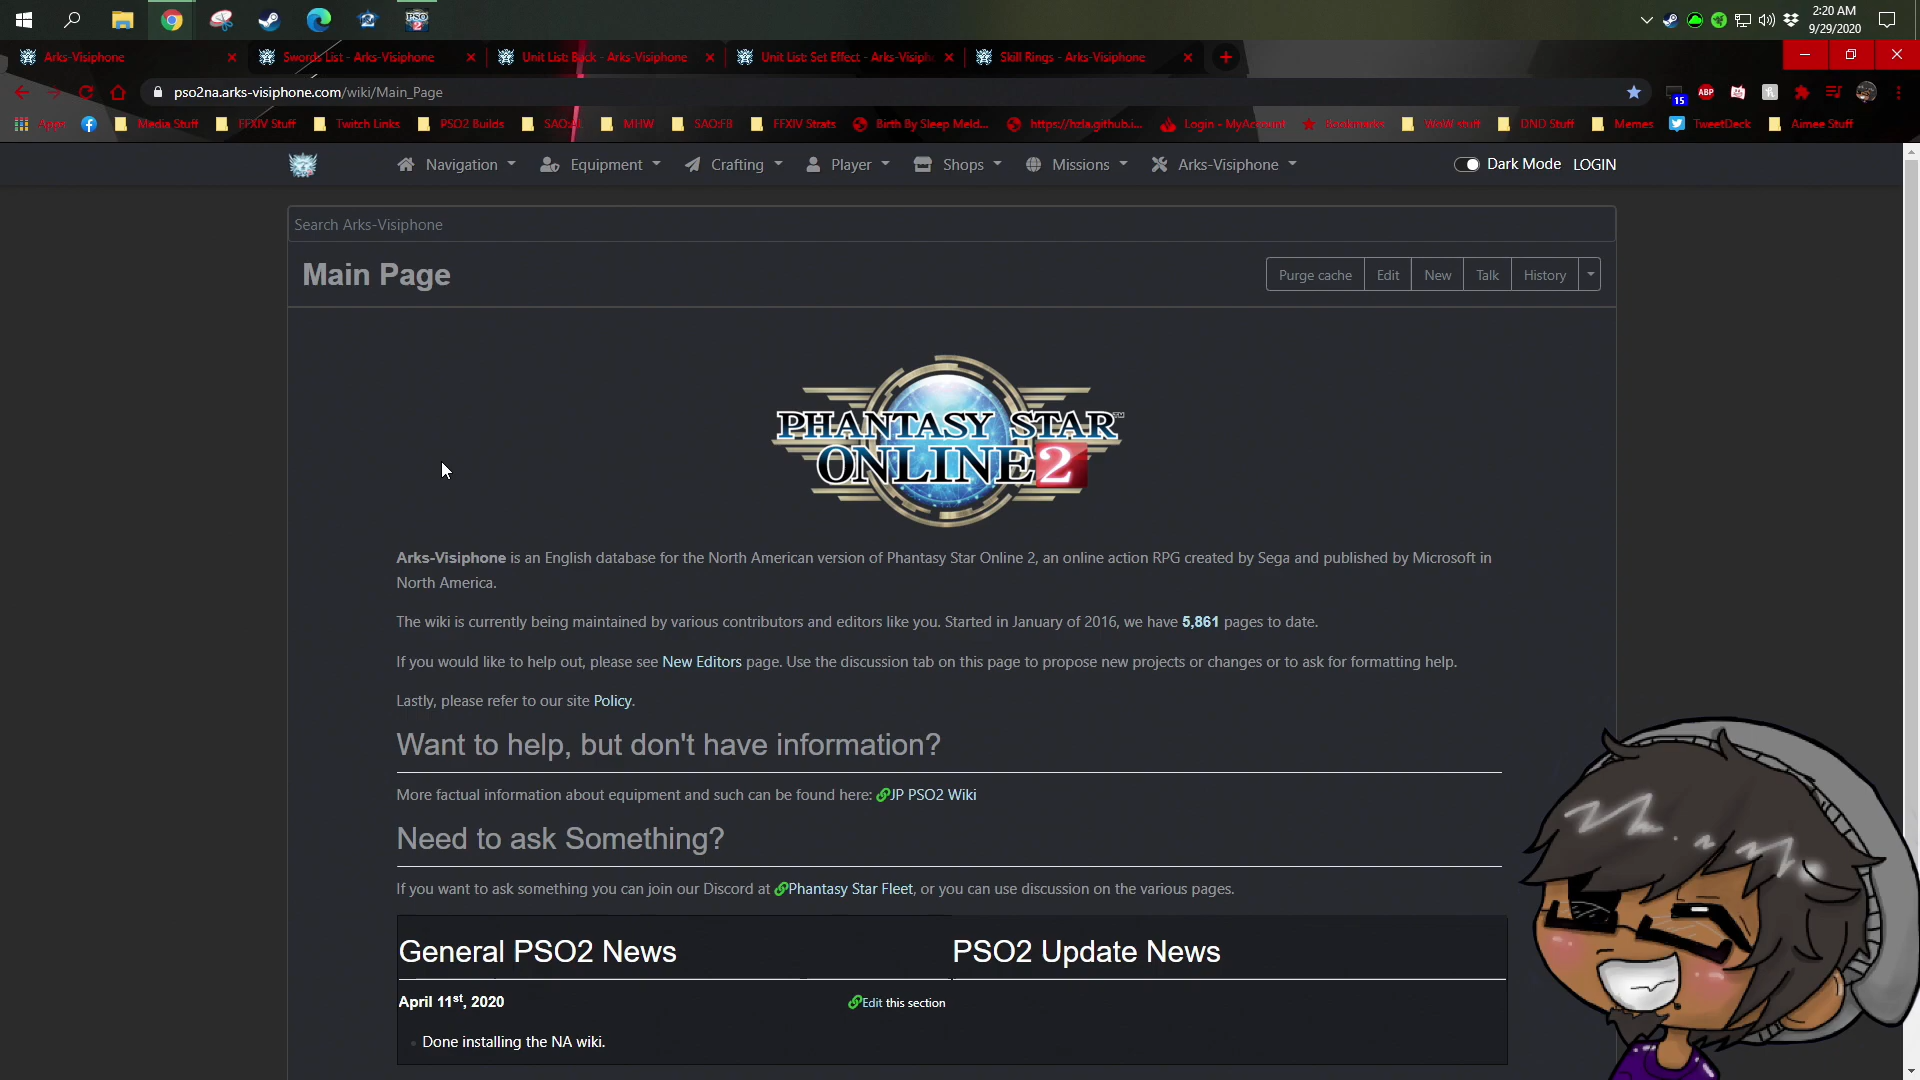 2:20 AM
9/29/2020
Arks-Visiphone
Swords List - Arks-Visiphone
Unit List: Back - Arks-Visiphone
Unit List: Set Effect - Arks-Visiph
Skill Rings - Arks-Visiphone
pso2na.arks-visiphone.com/wiki/Main_Page
15
ABP
Apps
Media Stuff
FFXIV Stuff
Twitch Links
PSO2 Builds
MHW
SAO:FB
FFXIV Strats
Birth By Sleep Meld...
https://hzla.github.i...
Login - MyAccount
Bookmarks
WoW stuff
DND Stuff
Memes
TweetDeck
Aimee Stuff
Navigation
Equipment
Crafting
Player
Shops
Missions
Arks-Visiphone
Dark Mode
LOGIN
Search Arks-Visiphone
Main Page
Purge cache
Edit
New
Talk
History
PHANTASY STAR
ONLINE 2
Arks-Visiphone is an English database for the North American version of Phantasy Star Online 2, an online action RPG created by Sega and published by Microsoft in
North America.
The wiki is currently being maintained by various contributors and editors like you. Started in January of 2016, we have 5,861 pages to date.
If you would like to help out, please see New Editors page. Use the discussion tab on this page to propose new projects or changes or to ask for formatting help.
Lastly, please refer to our site Policy.
Want to help, but don't have information?
More factual information about equipment and such can be found here: JP PSO2 Wiki
Need to ask Something?
If you want to ask something you can join our Discord at Phantasy Star Fleet, or you can use discussion on the various pages.
General PSO2 News
PSO2 Update News
April 11st, 2020
Edit this section
Done installing the NA wiki.